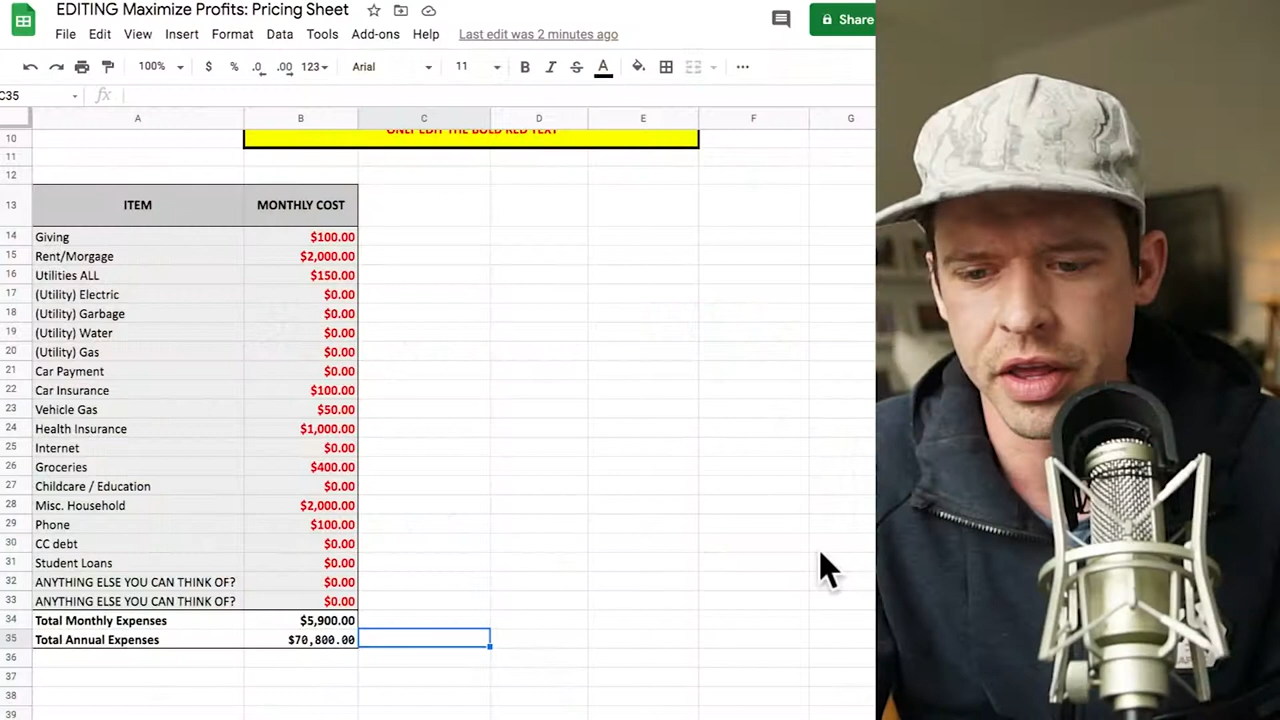 EDITING Maximize Profits: Pricing Sheet
File Edit View Insert Format Data Tools Add-ons Help Last edit was 2 minutes ago
Share
100% $ % .0 .00 123 Arial 11 B I S A
C35 fx
A B C D E F G
10 ONLY EDIT THE BOLD RED TEXT
11
12
13 ITEM MONTHLY COST
14 Giving $100.00
15 Rent/Morgage $2,000.00
16 Utilities ALL $150.00
17 (Utility) Electric $0.00
18 (Utility) Garbage $0.00
19 (Utility) Water $0.00
20 (Utility) Gas $0.00
21 Car Payment $0.00
22 Car Insurance $100.00
23 Vehicle Gas $50.00
24 Health Insurance $1,000.00
25 Internet $0.00
26 Groceries $400.00
27 Childcare / Education $0.00
28 Misc. Household $2,000.00
29 Phone $100.00
30 CC debt $0.00
31 Student Loans $0.00
32 ANYTHING ELSE YOU CAN THINK OF? $0.00
33 ANYTHING ELSE YOU CAN THINK OF? $0.00
34 Total Monthly Expenses $5,900.00
35 Total Annual Expenses $70,800.00
36
37
38
39